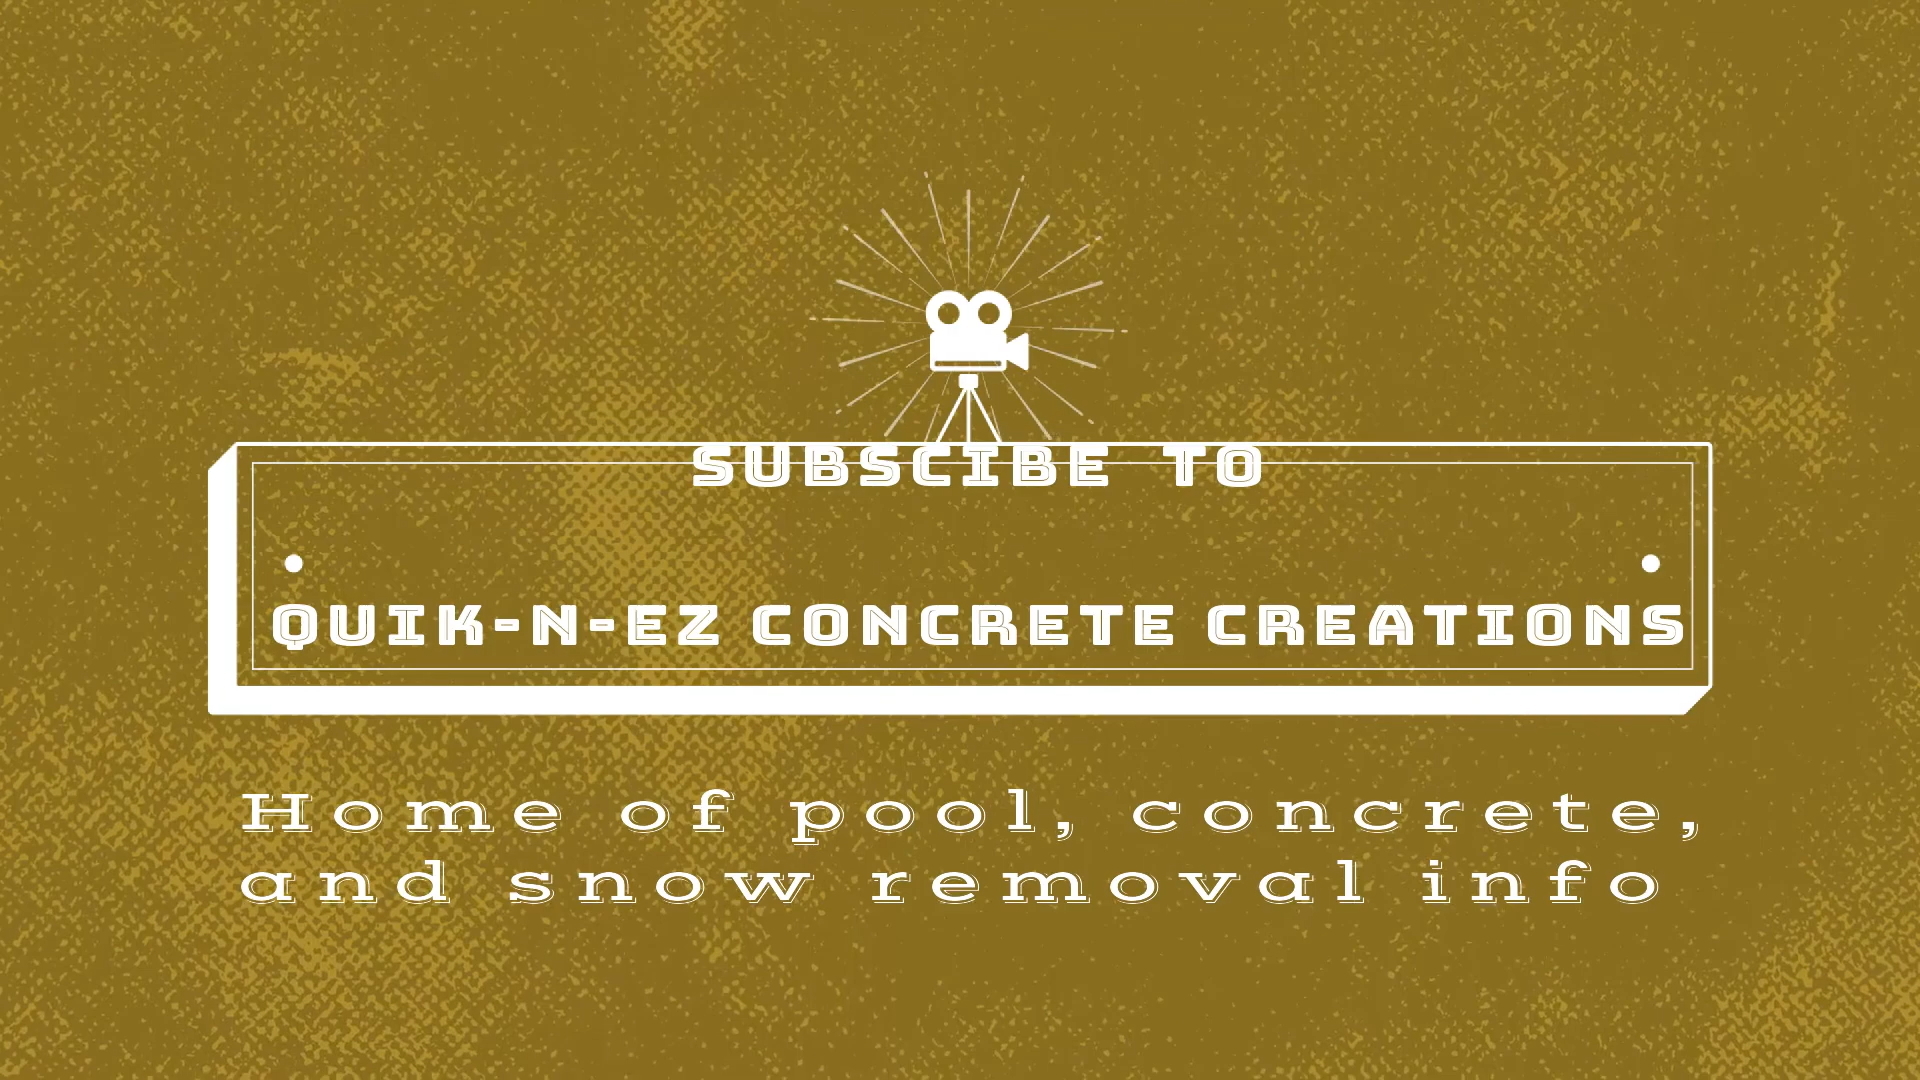 SUBSCIBE TO
QUIK-N-EZ CONCRETE CREATIONS
Home of pool, concrete,
and snow removal info